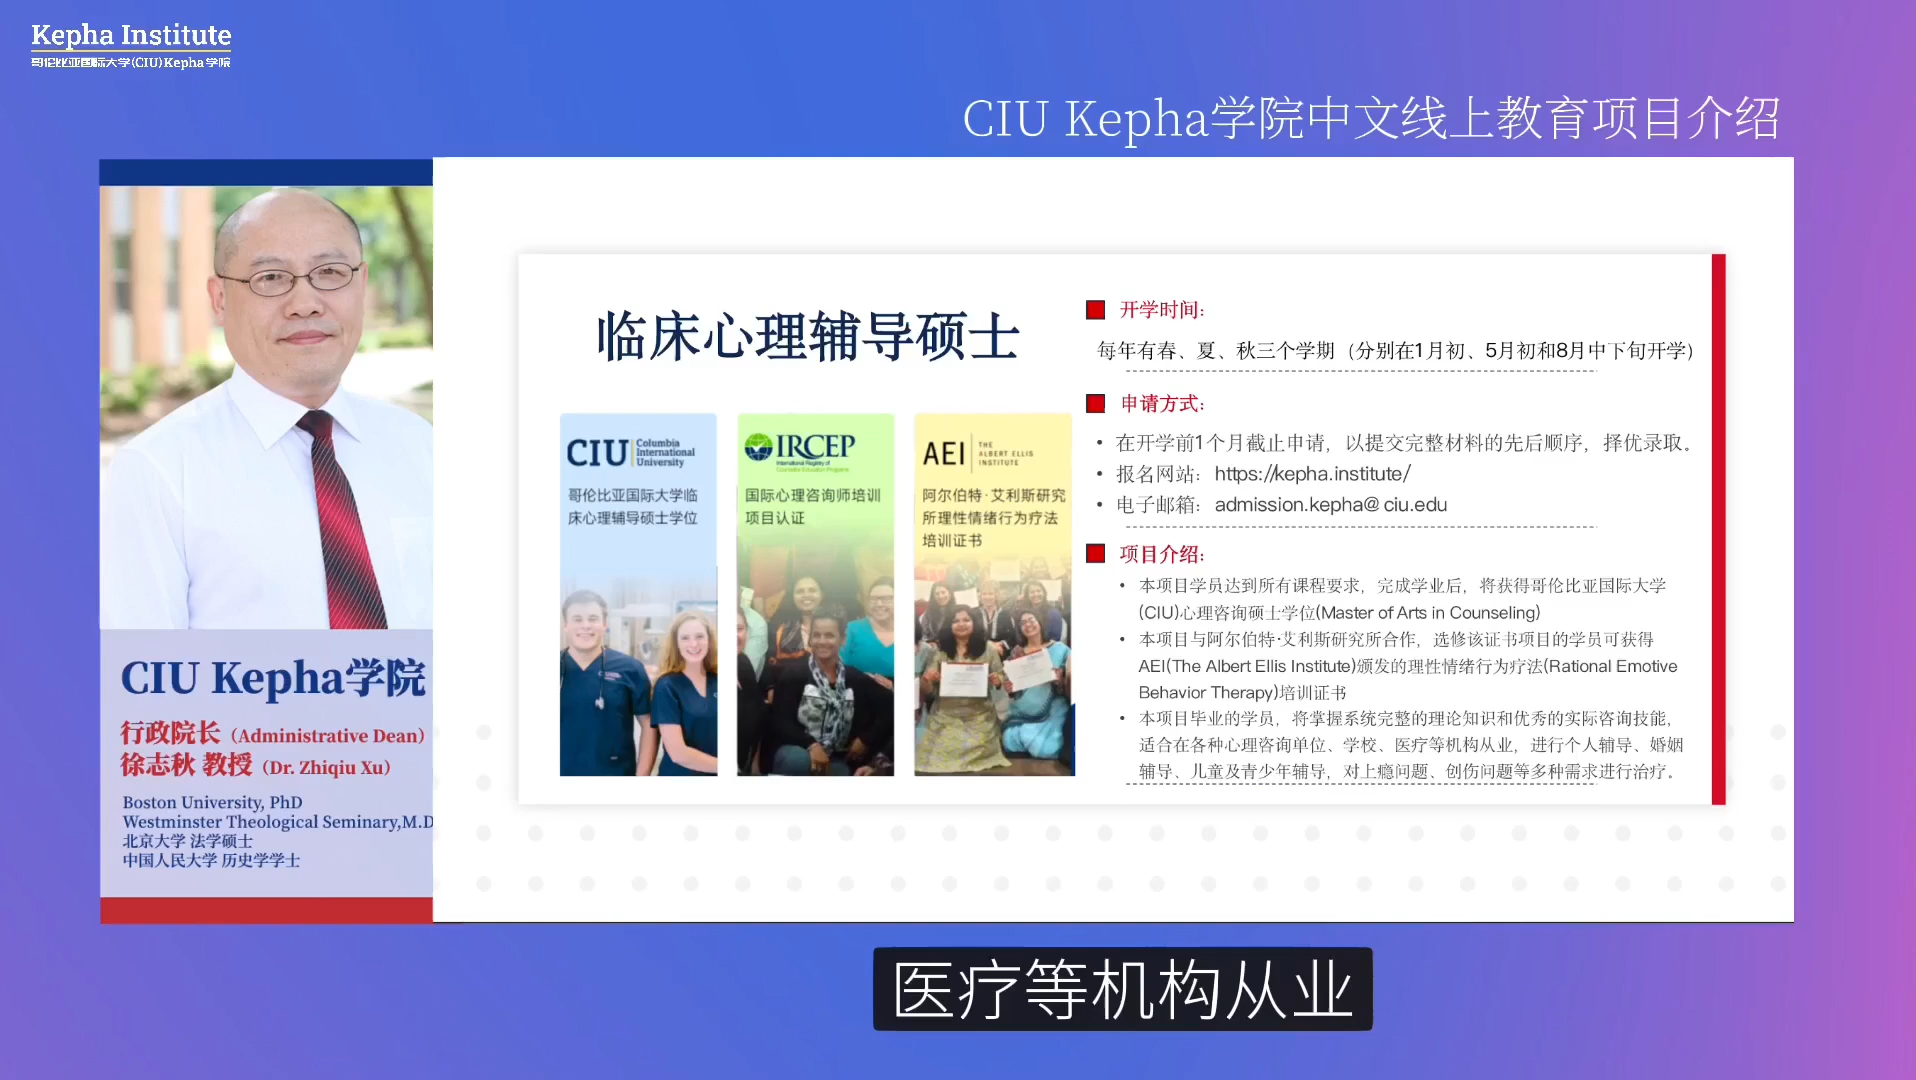 Kepha Institute
哥伦比亚国际大学(CIU)Kepha学院
CIU Kepha学院中文线上教育项目介绍
CIU Kepha学院
行政院长（Administrative Dean）
徐志秋 教授（Dr. Zhiqiu Xu）
Boston University, PhD
Westminster Theological Seminary,M.D
北京大学 法学硕士
中国人民大学 历史学学士
临床心理辅导硕士
CIU Columbia
International
University
哥伦比亚国际大学临
床心理辅导硕士学位
IRCEP
International Registry of
Counselor Education Programs
国际心理咨询师培训
项目认证
AEI THE
ALBERT ELLIS
INSTITUTE
阿尔伯特·艾利斯研究
所理性情绪行为疗法
培训证书
开学时间:
每年有春、夏、秋三个学期（分别在1月初、5月初和8月中下旬开学）
申请方式:
• 在开学前1个月截止申请，以提交完整材料的先后顺序，择优录取。
• 报名网站：https://kepha.institute/
• 电子邮箱：admission.kepha@ciu.edu
项目介绍:
• 本项目学员达到所有课程要求，完成学业后，将获得哥伦比亚国际大学
(CIU)心理咨询硕士学位(Master of Arts in Counseling)
• 本项目与阿尔伯特·艾利斯研究所合作，选修该证书项目的学员可获得
AEI(The Albert Ellis Institute)颁发的理性情绪行为疗法(Rational Emotive
Behavior Therapy)培训证书
• 本项目毕业的学员，将掌握系统完整的理论知识和优秀的实际咨询技能，
适合在各种心理咨询单位、学校、医疗等机构从业，进行个人辅导、婚姻
辅导、儿童及青少年辅导，对上瘾问题、创伤问题等多种需求进行治疗。
医疗等机构从业